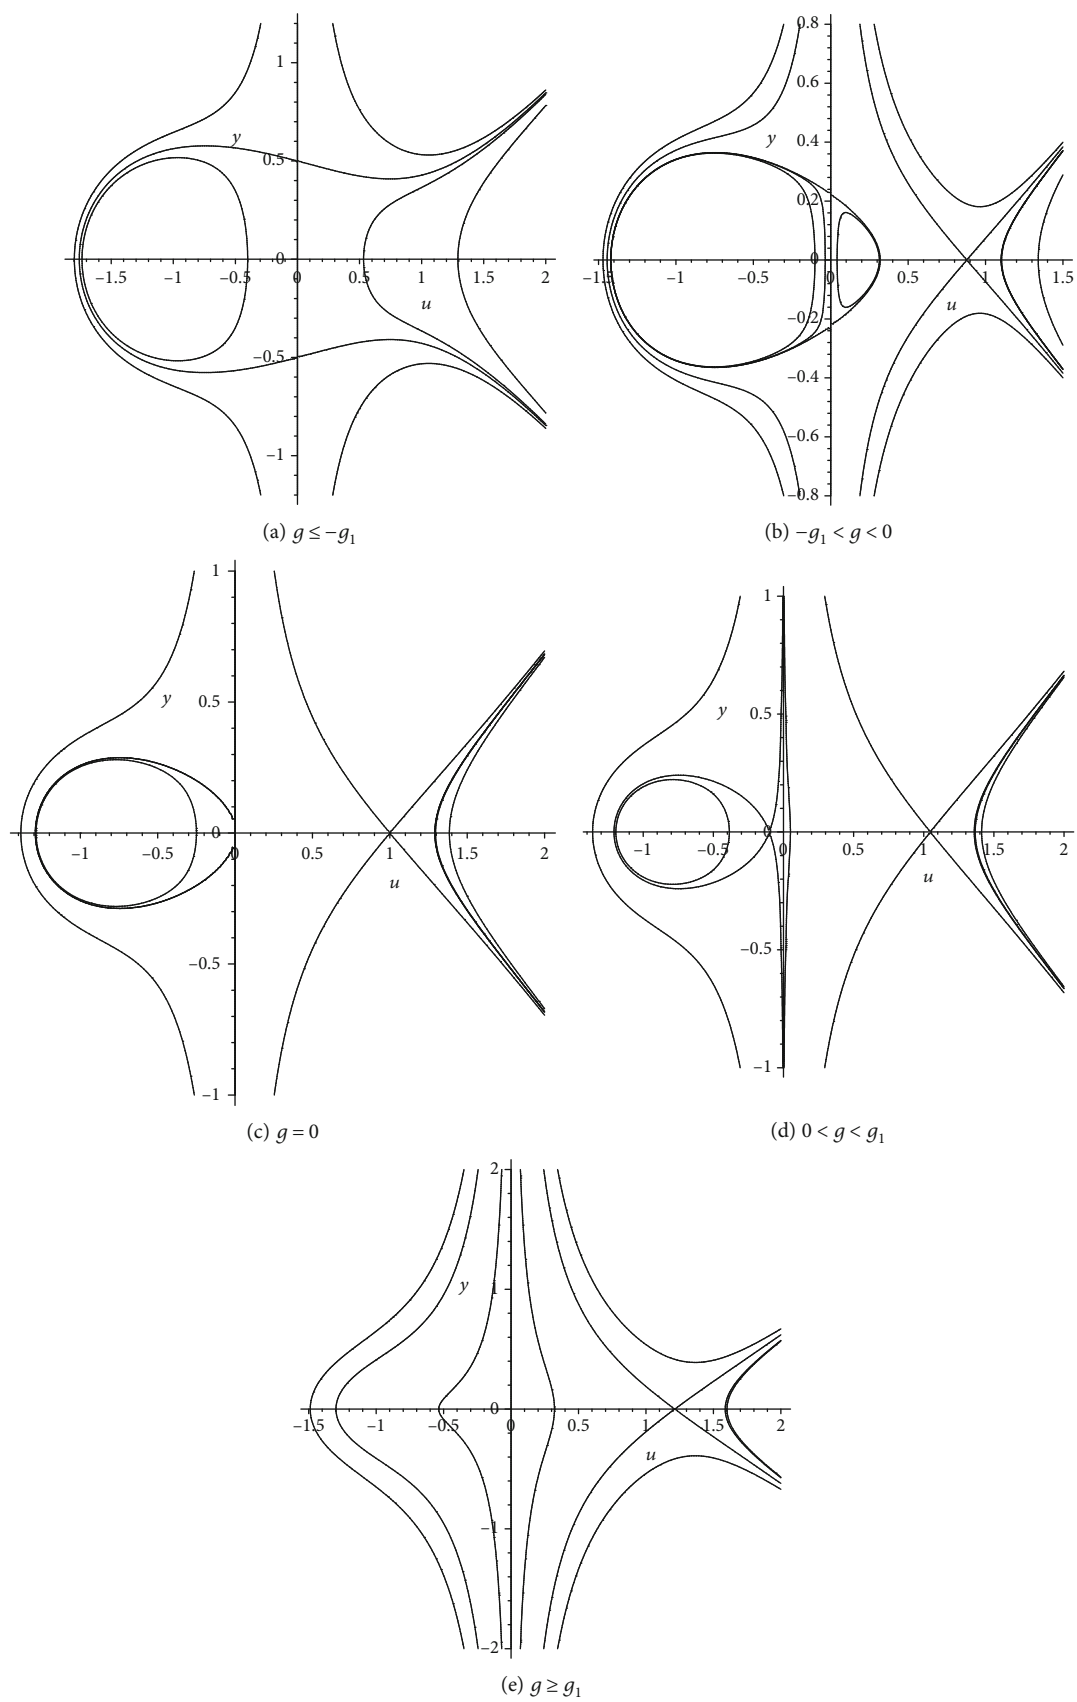 1
y
0.5
0
−1.5 −1 −0.5 0 0.5 1 1.5 2
u
−0.5
−1
(a) g ≤ −g₁
0.8
0.6
0.4
y
0.2
0
−1.5 −1 −0.5 0 0.5 1 1.5
u
−0.2
−0.4
−0.6
−0.8
(b) −g₁ < g < 0
1
y
0.5
0
−1 −0.5 0 0.5 1 1.5 2
u
−0.5
−1
(c) g = 0
1
y
0.5
0
−1 −0.5 0 0.5 1 1.5 2
u
−0.5
−1
(d) 0 < g < g₁
2
y
1
0
−1.5 −1 −0.5 0 0.5 1 1.5 2
u
−1
−2
(e) g ≥ g₁